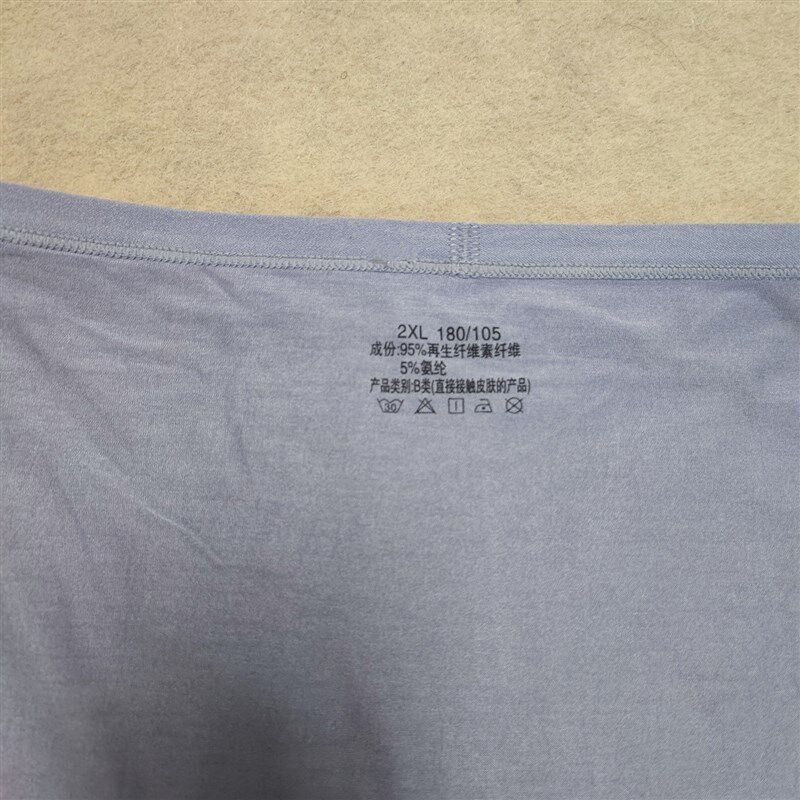 2XL 180/105
成份:95%再生纤维素纤维
5%氨纶
产品类别:B类(直接接触皮肤的产品)
30